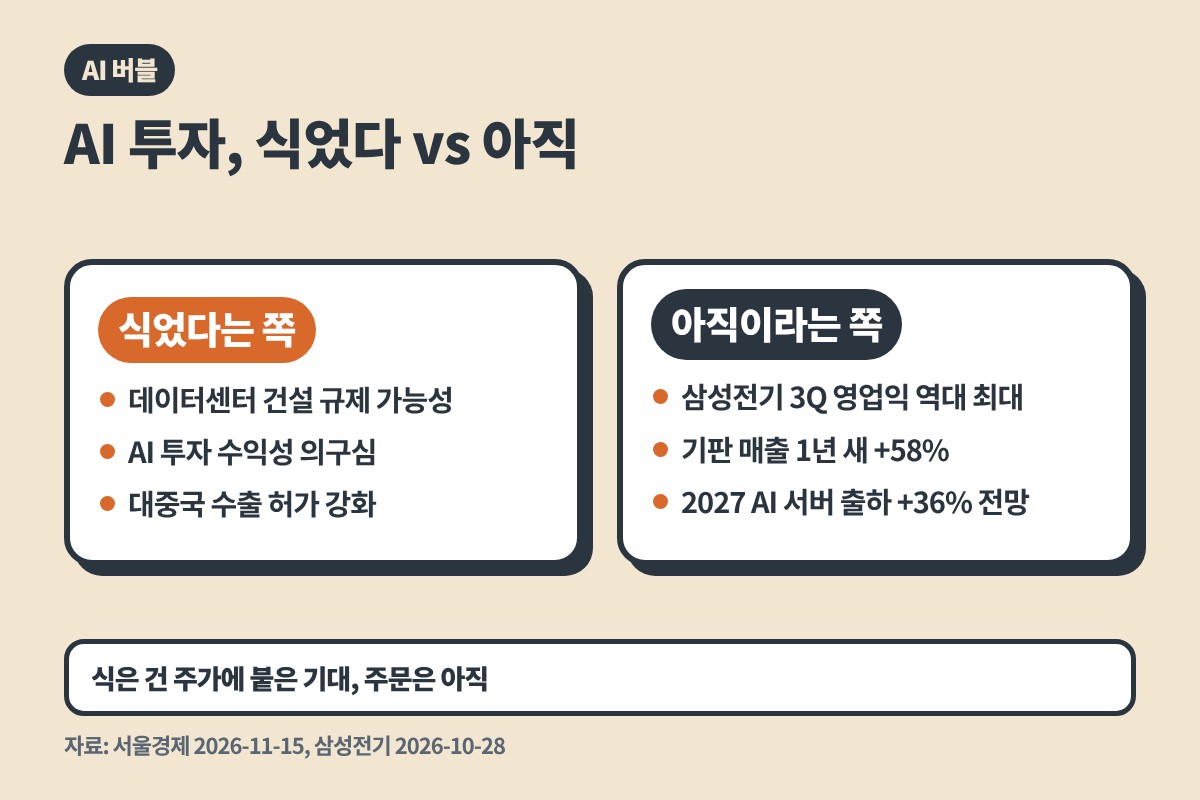 AI 버블
AI 투자, 식었다 vs 아직
식었다는 쪽
데이터센터 건설 규제 가능성
AI 투자 수익성 의구심
대중국 수출 허가 강화
아직이라는 쪽
삼성전기 3Q 영업익 역대 최대
기판 매출 1년 새 +58%
2027 AI 서버 출하 +36% 전망
식은 건 주가에 붙은 기대, 주문은 아직
자료: 서울경제 2026-11-15, 삼성전기 2026-10-28